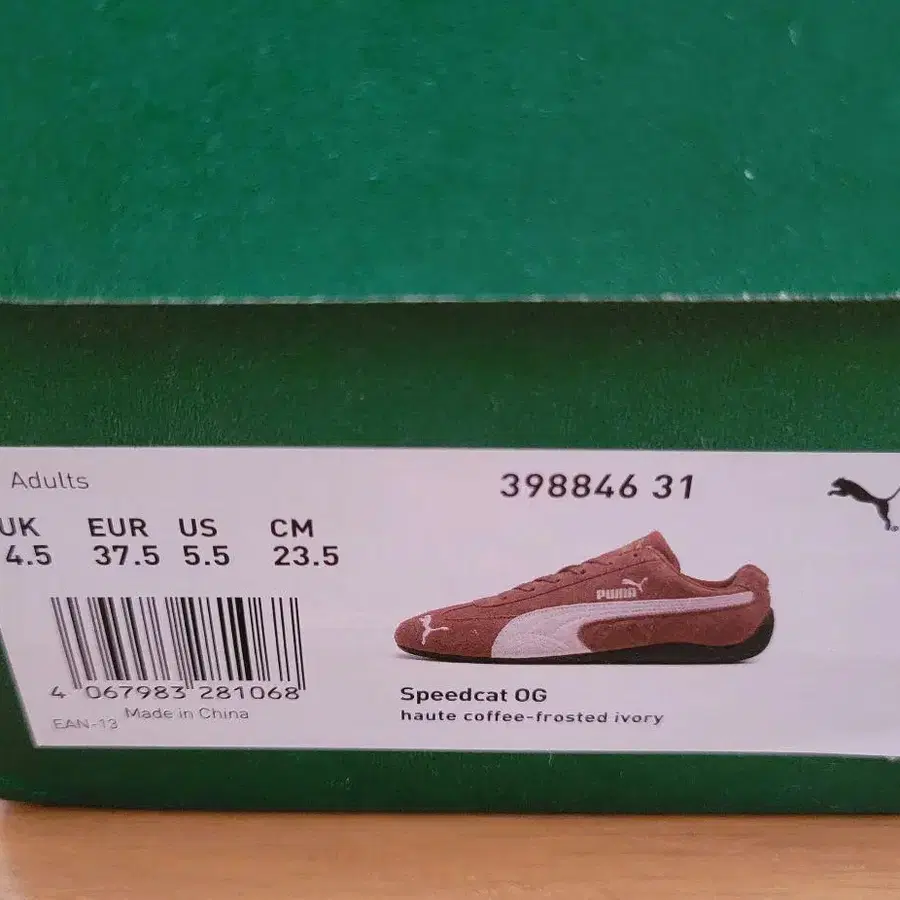 Adults
398846 31
UK EUR US CM
4.5 37.5 5.5 23.5
PUMA
4 067983 281068
EAN-13 Made in China
Speedcat OG
haute coffee-frosted ivory